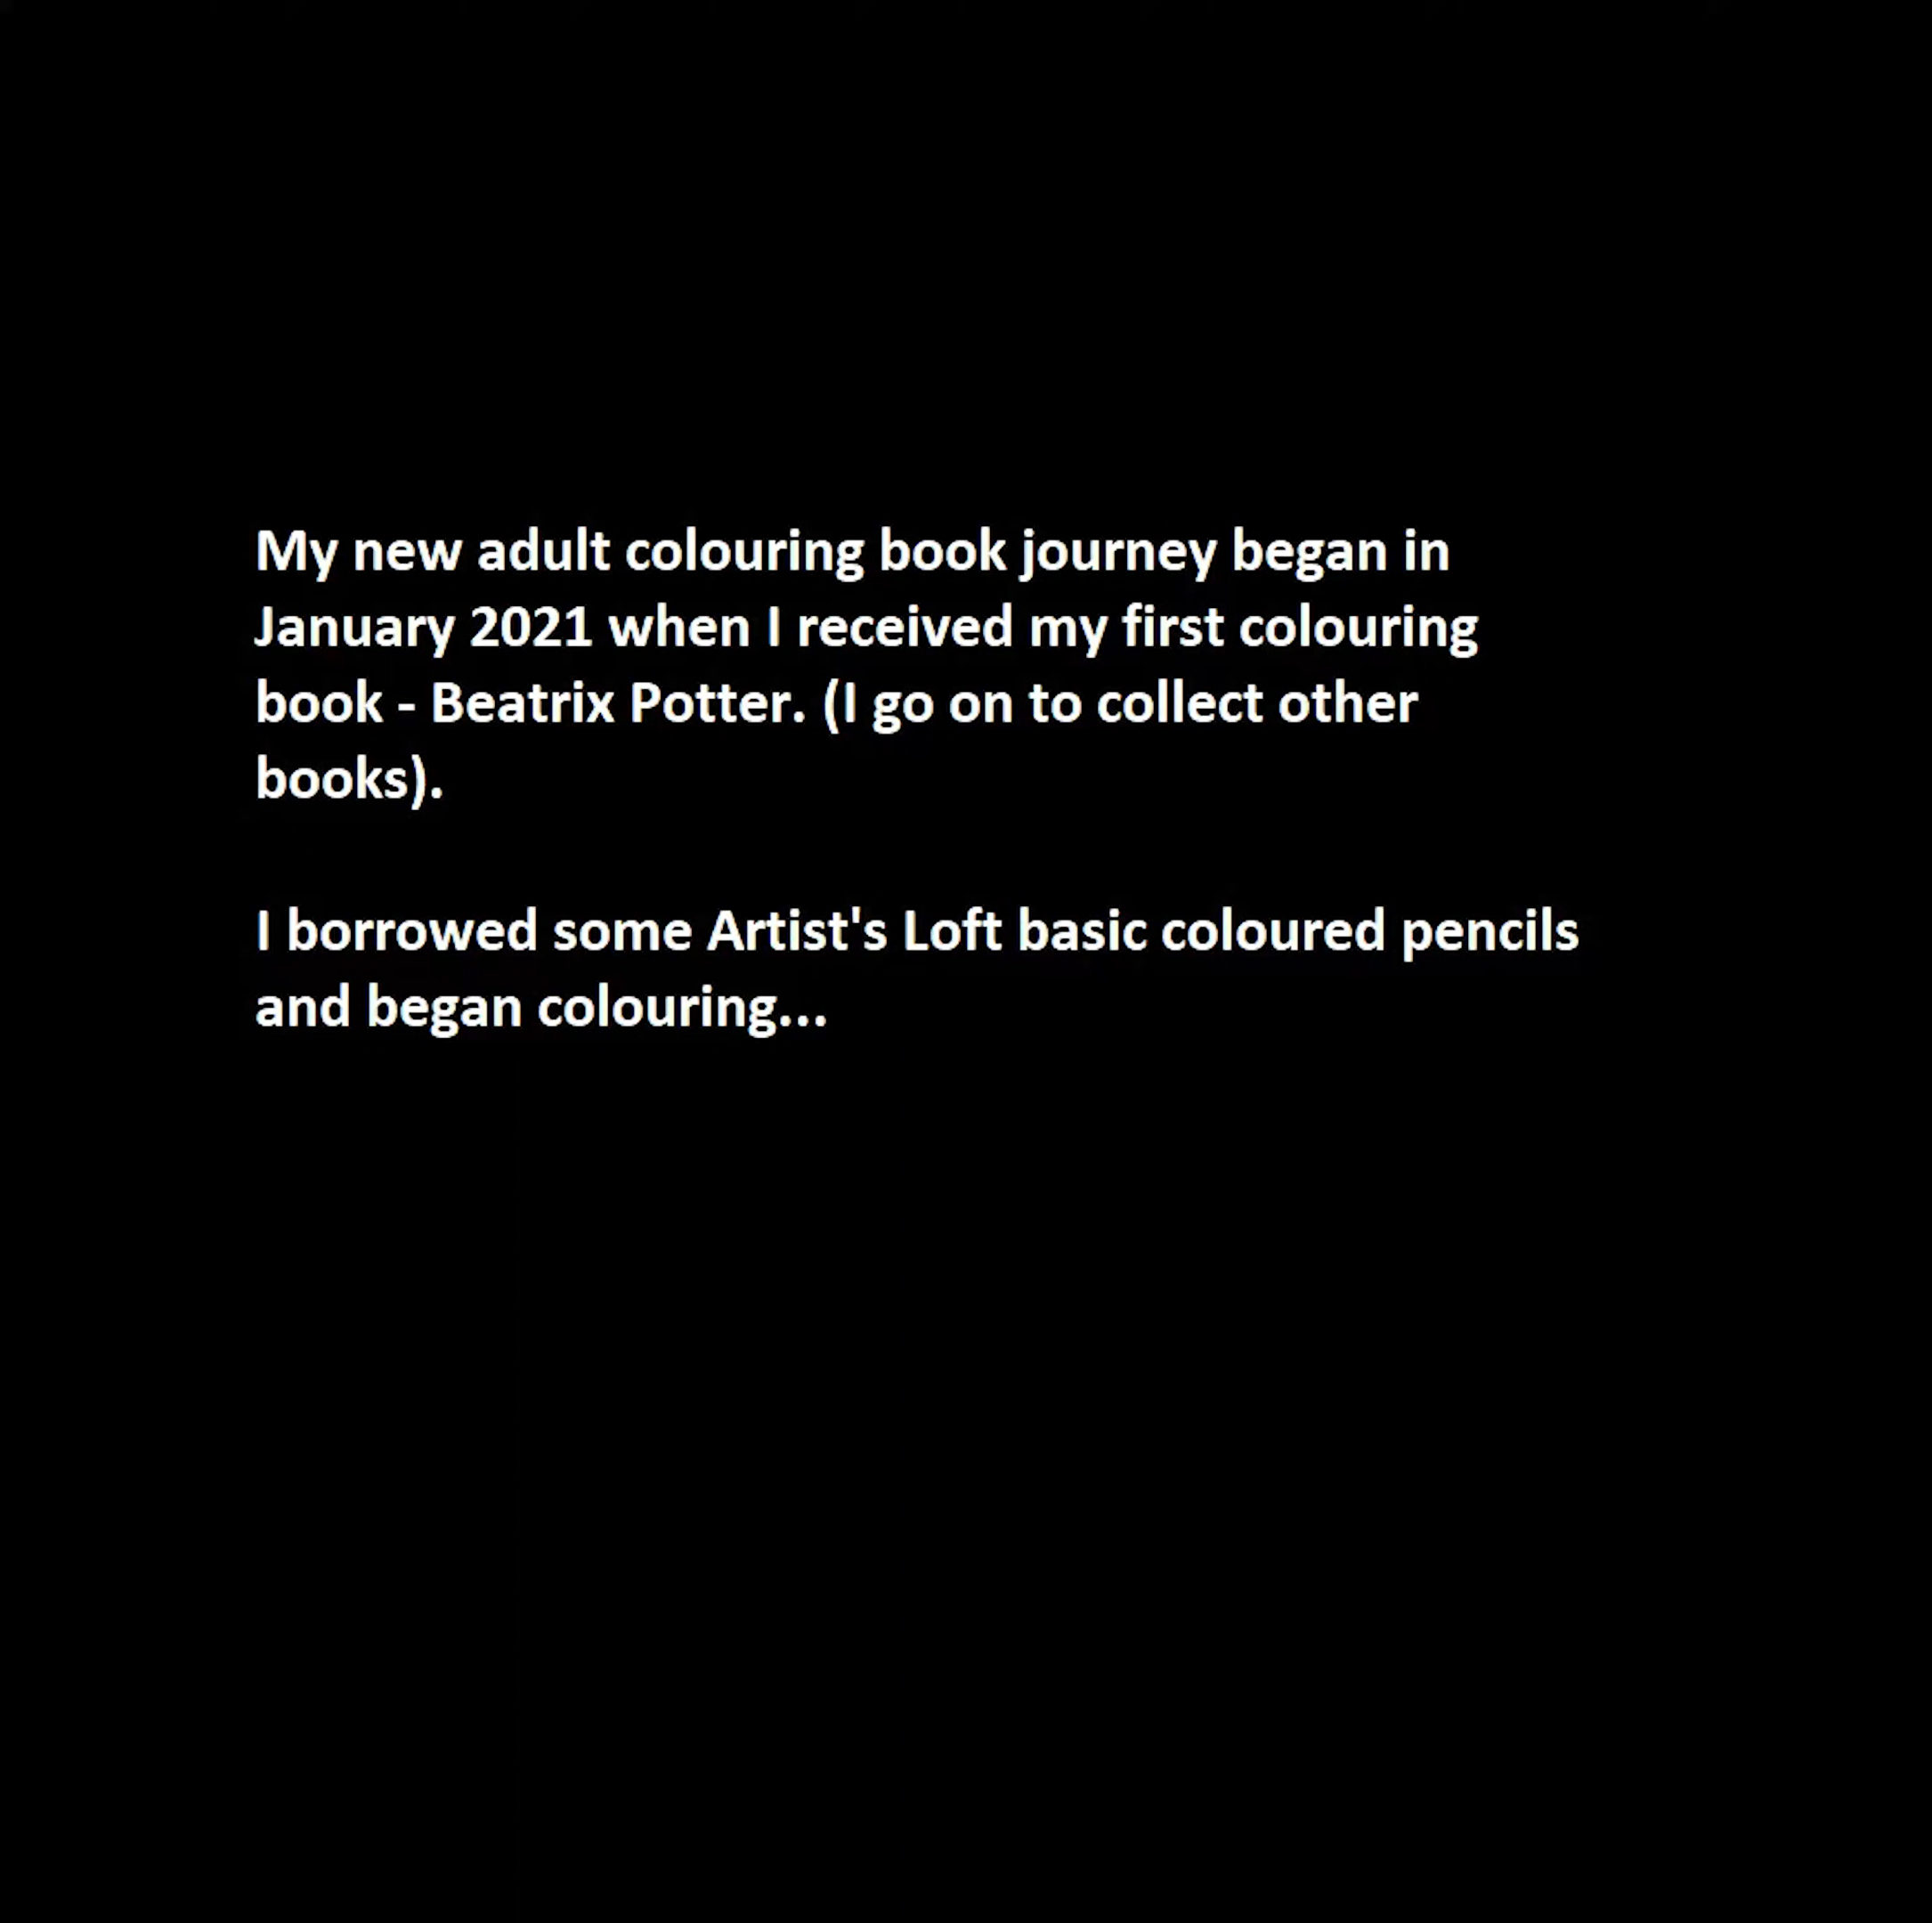 My new adult colouring book journey began in
January 2021 when I received my first colouring
book - Beatrix Potter. (I go on to collect other
books).
I borrowed some Artist's Loft basic coloured pencils
and began colouring...